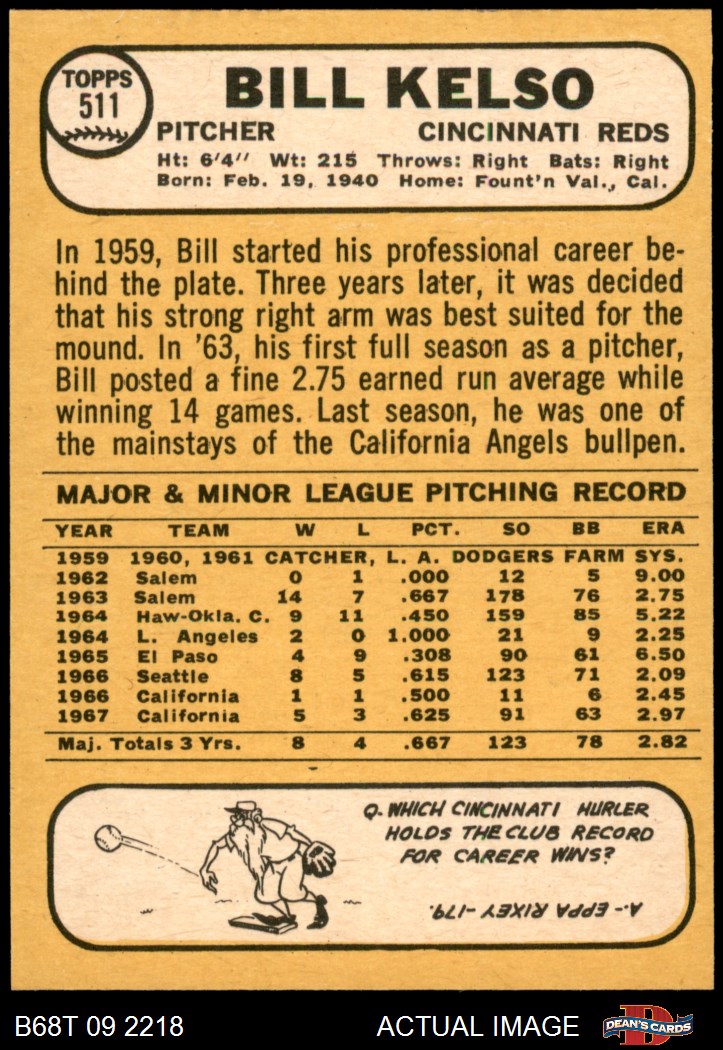 TOPPS
511
BILL KELSO
PITCHER CINCINNATI REDS
Ht: 6'4" Wt: 215 Throws: Right Bats: Right
Born: Feb. 19, 1940 Home: Fount'n Val., Cal.
In 1959, Bill started his professional career be-
hind the plate. Three years later, it was decided
that his strong right arm was best suited for the
mound. In '63, his first full season as a pitcher,
Bill posted a fine 2.75 earned run average while
winning 14 games. Last season, he was one of
the mainstays of the California Angels bullpen.
MAJOR & MINOR LEAGUE PITCHING RECORD
YEAR TEAM W L PCT. SO BB ERA
1959 1960, 1961 CATCHER, L. A. DODGERS FARM SYS.
1962 Salem 0 1 .000 12 5 9.00
1963 Salem 14 7 .667 178 76 2.75
1964 Haw-Okla. C. 9 11 .450 159 85 5.22
1964 L. Angeles 2 0 1.000 21 9 2.25
1965 El Paso 4 9 .308 90 61 6.50
1966 Seattle 8 5 .615 123 71 2.09
1966 California 1 1 .500 11 6 2.45
1967 California 5 3 .625 91 63 2.97
Maj. Totals 3 Yrs. 8 4 .667 123 78 2.82
Q. WHICH CINCINNATI HURLER
HOLDS THE CLUB RECORD
FOR CAREER WINS?
A.- EPPA RIXEY-179.
B68T 09 2218 ACTUAL IMAGE
D
DEAN'S CARDS